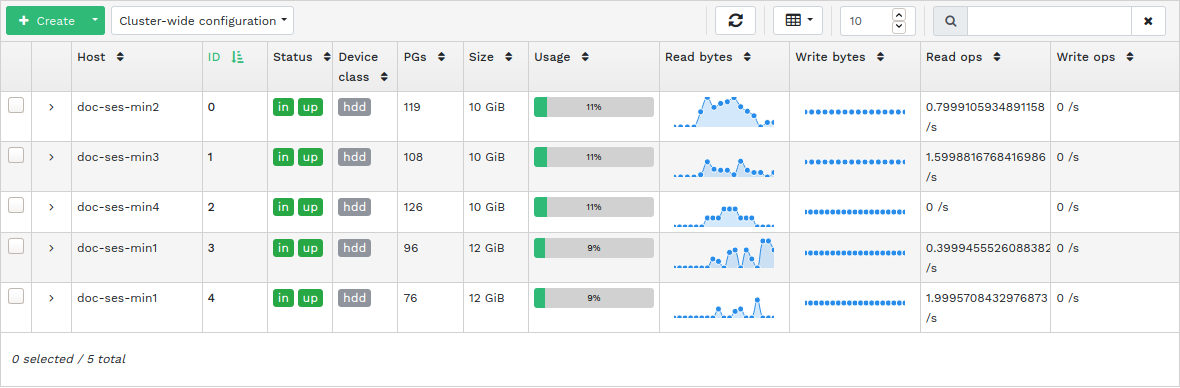 Create Cluster-wide configuration 10
Host ID Status Device class PGs Size Usage Read bytes Write bytes Read ops Write ops
doc-ses-min2 0 in up hdd 119 10 GiB 11% 0.7999105934891158 /s 0 /s
doc-ses-min3 1 in up hdd 108 10 GiB 11% 1.5998816768416986 /s 0 /s
doc-ses-min4 2 in up hdd 126 10 GiB 11% 0 /s 0 /s
doc-ses-min1 3 in up hdd 96 12 GiB 9% 0.3999455526088382 /s 0 /s
doc-ses-min1 4 in up hdd 76 12 GiB 9% 1.9995708432976873 /s 0 /s
0 selected / 5 total